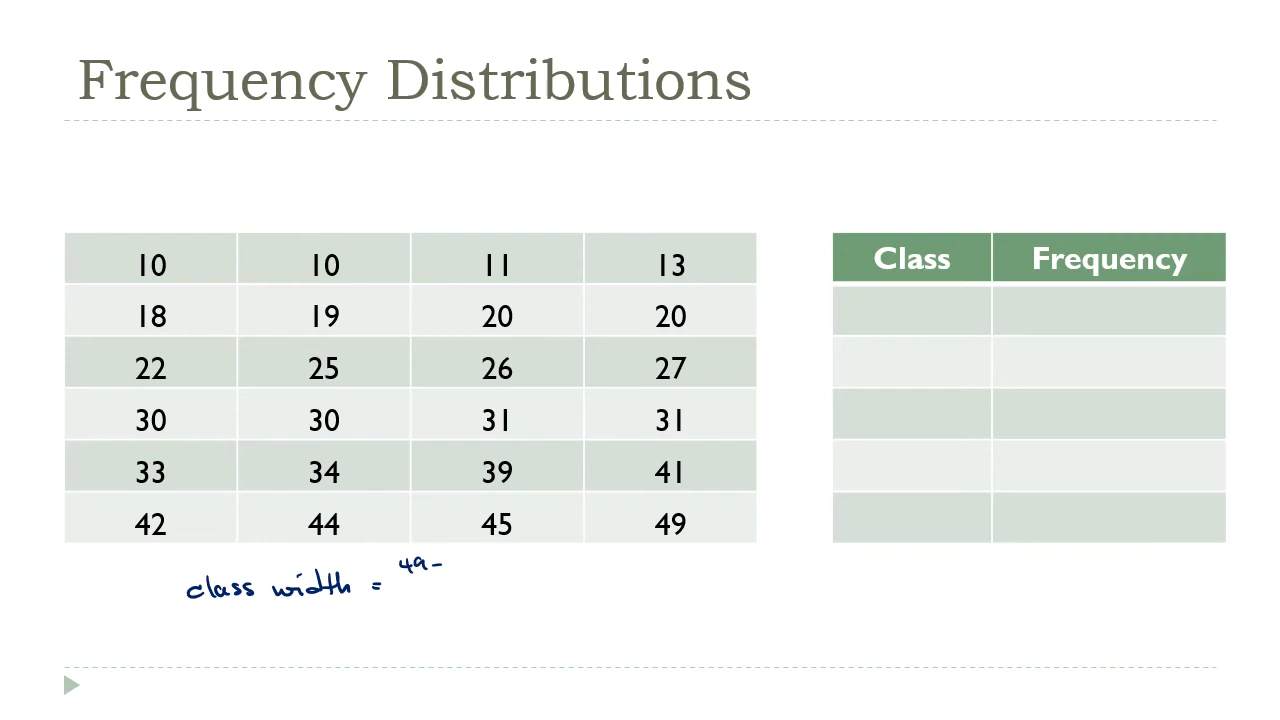 Frequency Distributions
10 10 11 13
18 19 20 20
22 25 26 27
30 30 31 31
33 34 39 41
42 44 45 49
Class Frequency
class width = 49-